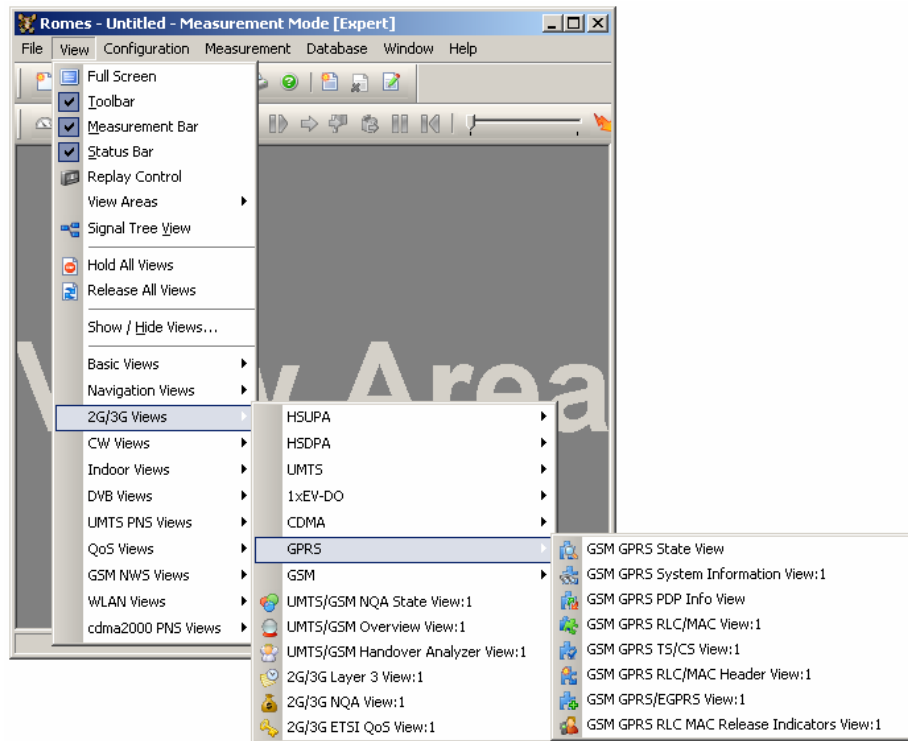 Romes - Untitled - Measurement Mode [Expert]
File View Configuration Measurement Database Window Help
Full Screen
Toolbar
Measurement Bar
Status Bar
Replay Control
View Areas
Signal Tree View
Hold All Views
Release All Views
Show / Hide Views...
Basic Views
Navigation Views
2G/3G Views
CW Views
Indoor Views
DVB Views
UMTS PNS Views
QoS Views
GSM NWS Views
WLAN Views
cdma2000 PNS Views
Area
HSUPA
HSDPA
UMTS
1xEV-DO
CDMA
GPRS
GSM
UMTS/GSM NQA State View:1
UMTS/GSM Overview View:1
UMTS/GSM Handover Analyzer View:1
2G/3G Layer 3 View:1
2G/3G NQA View:1
2G/3G ETSI QoS View:1
GSM GPRS State View
GSM GPRS System Information View:1
GSM GPRS PDP Info View
GSM GPRS RLC/MAC View:1
GSM GPRS TS/CS View:1
GSM GPRS RLC/MAC Header View:1
GSM GPRS/EGPRS View:1
GSM GPRS RLC MAC Release Indicators View:1